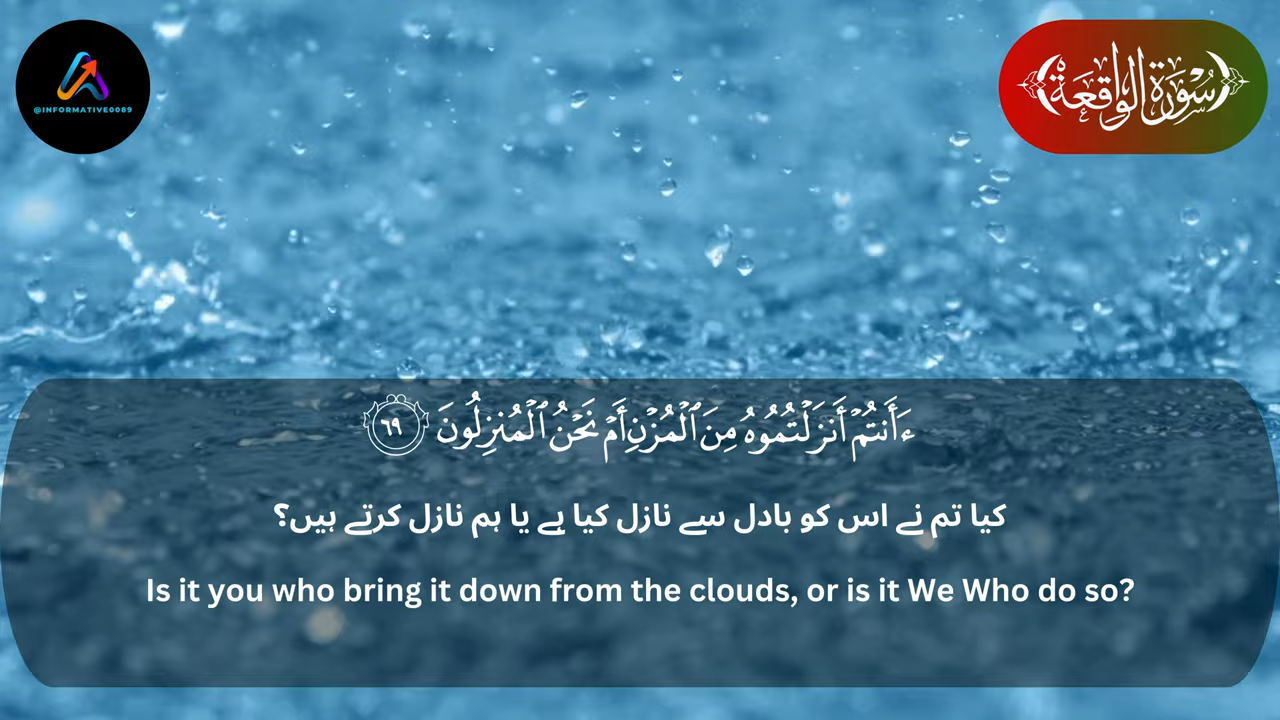 @INFORMATIVE0089
سُورَةُ الوَاقِعَة
ءَأَنتُمْ أَنزَلْتُمُوهُ مِنَ ٱلْمُزْنِ أَمْ نَحْنُ ٱلْمُنزِلُونَ ٦٩
کیا تم نے اس کو بادل سے نازل کیا ہے یا ہم نازل کرتے ہیں؟
Is it you who bring it down from the clouds, or is it We Who do so?